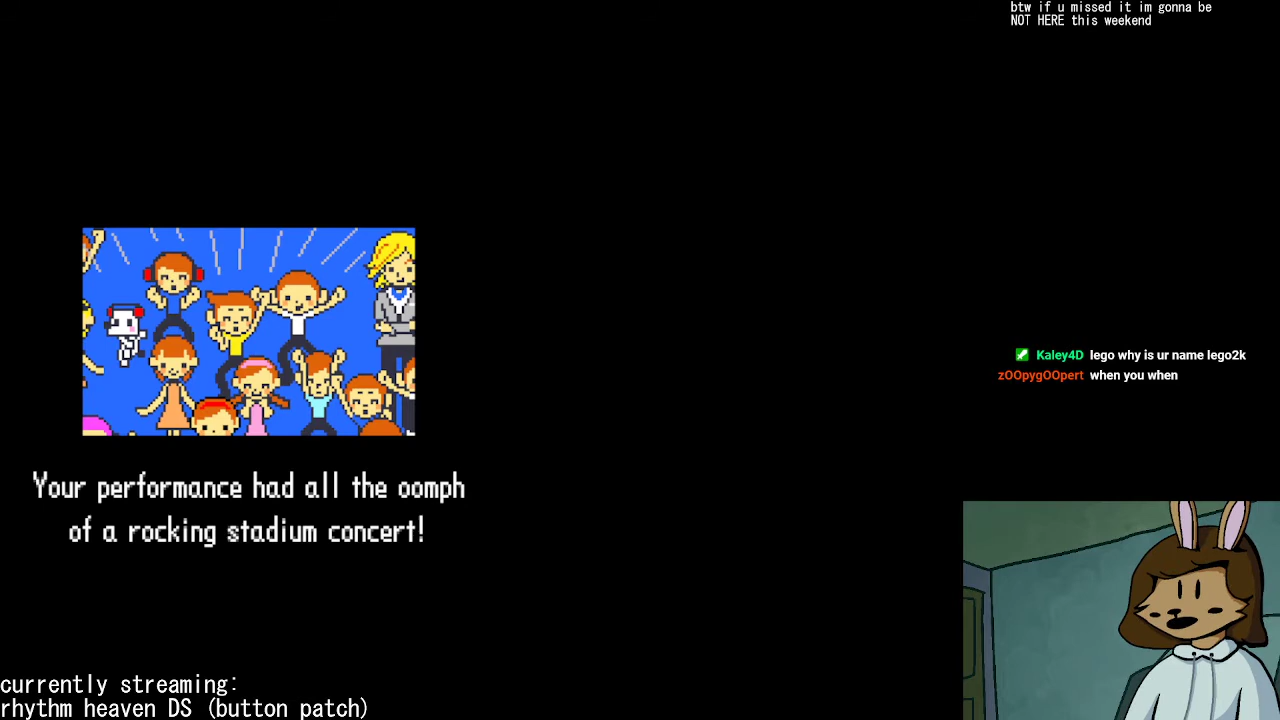 btw if u missed it im gonna be
NOT HERE this weekend
Kaley4D lego why is ur name lego2k
zOOpygOOpert when you when
Your performance had all the oomph
of a rocking stadium concert!
currently streaming:
rhythm heaven DS (button patch)